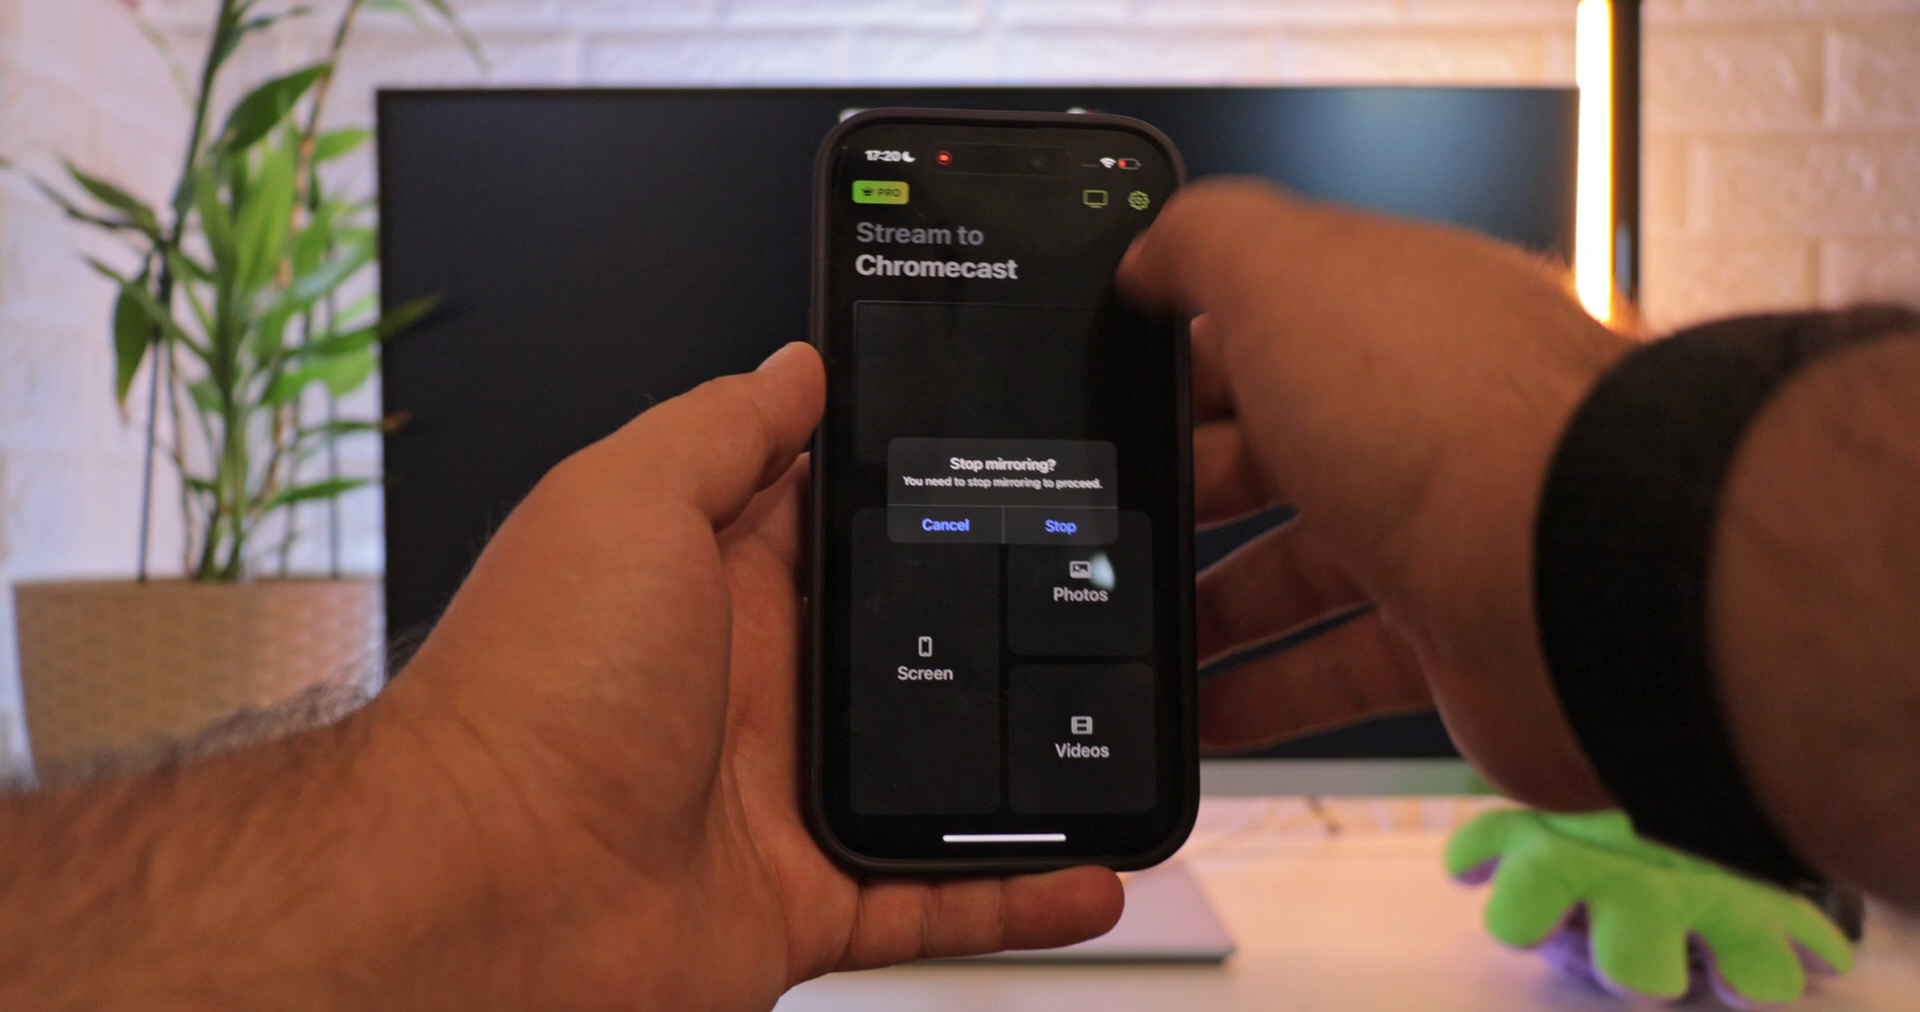 17:20
PRO
Stream to
Chromecast
Stop mirroring?
You need to stop mirroring to proceed.
Cancel
Stop
Photos
Screen
Videos